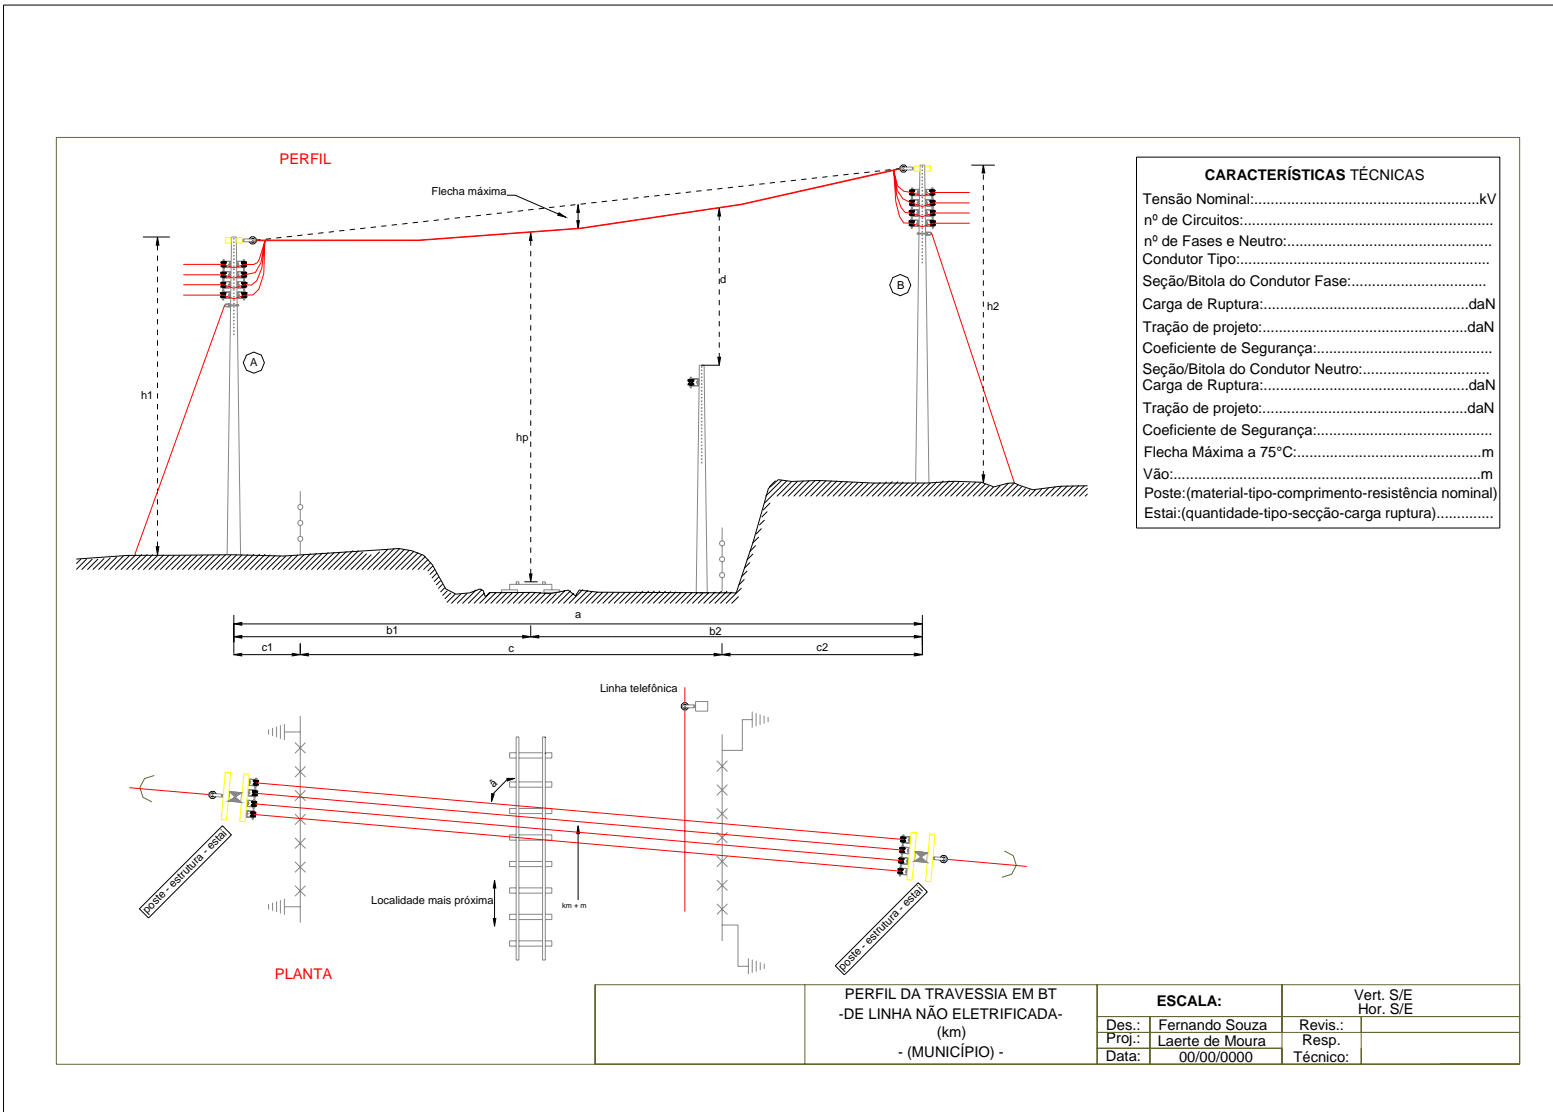 PERFIL
Flecha máxima
h1
A
hp
d
B
h2
a
b1
b2
c1
c
c2
CARACTERÍSTICAS TÉCNICAS
Tensão Nominal:..........................................................kV
nº de Circuitos:................................................................
nº de Fases e Neutro:.....................................................
Condutor Tipo:................................................................
Seção/Bitola do Condutor Fase:...................................
Carga de Ruptura:.....................................................daN
Tração de projeto:.....................................................daN
Coeficiente de Segurança:.............................................
Seção/Bitola do Condutor Neutro:................................
Carga de Ruptura:.....................................................daN
Tração de projeto:.....................................................daN
Coeficiente de Segurança:.............................................
Flecha Máxima a 75°C:...............................................m
Vão:...............................................................................m
Poste:(material-tipo-comprimento-resistência nominal)
Estai:(quantidade-tipo-secção-carga ruptura)..............
Linha telefônica
â
poste - estrutura - estai
Localidade mais próxima
km + m
poste - estrutura - estai
PLANTA
PERFIL DA TRAVESSIA EM BT
-DE LINHA NÃO ELETRIFICADA-
(km)
- (MUNICÍPIO) -
ESCALA:
Vert. S/E
Hor. S/E
Des.: Fernando Souza Revis.:
Proj.: Laerte de Moura Resp.
Data: 00/00/0000 Técnico: